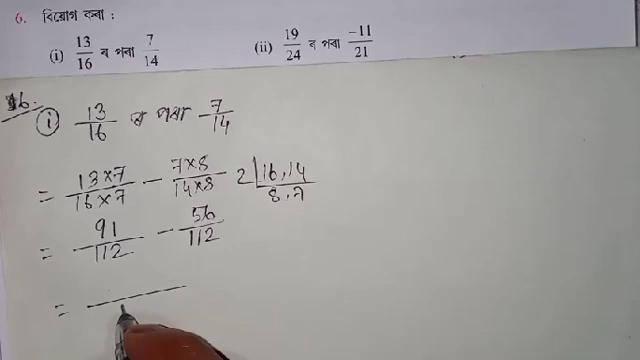 6. বিয়োগ কৰা :
(i) 13/16 ৰ পৰা 7/14 (ii) 19/24 ৰ পৰা -11/21
6.
(i) 13/16 ৰ পৰা 7/14
= 13×7/16×7 - 7×8/14×8 2 | 16, 14
8, 7
= 91/112 - 56/112
=